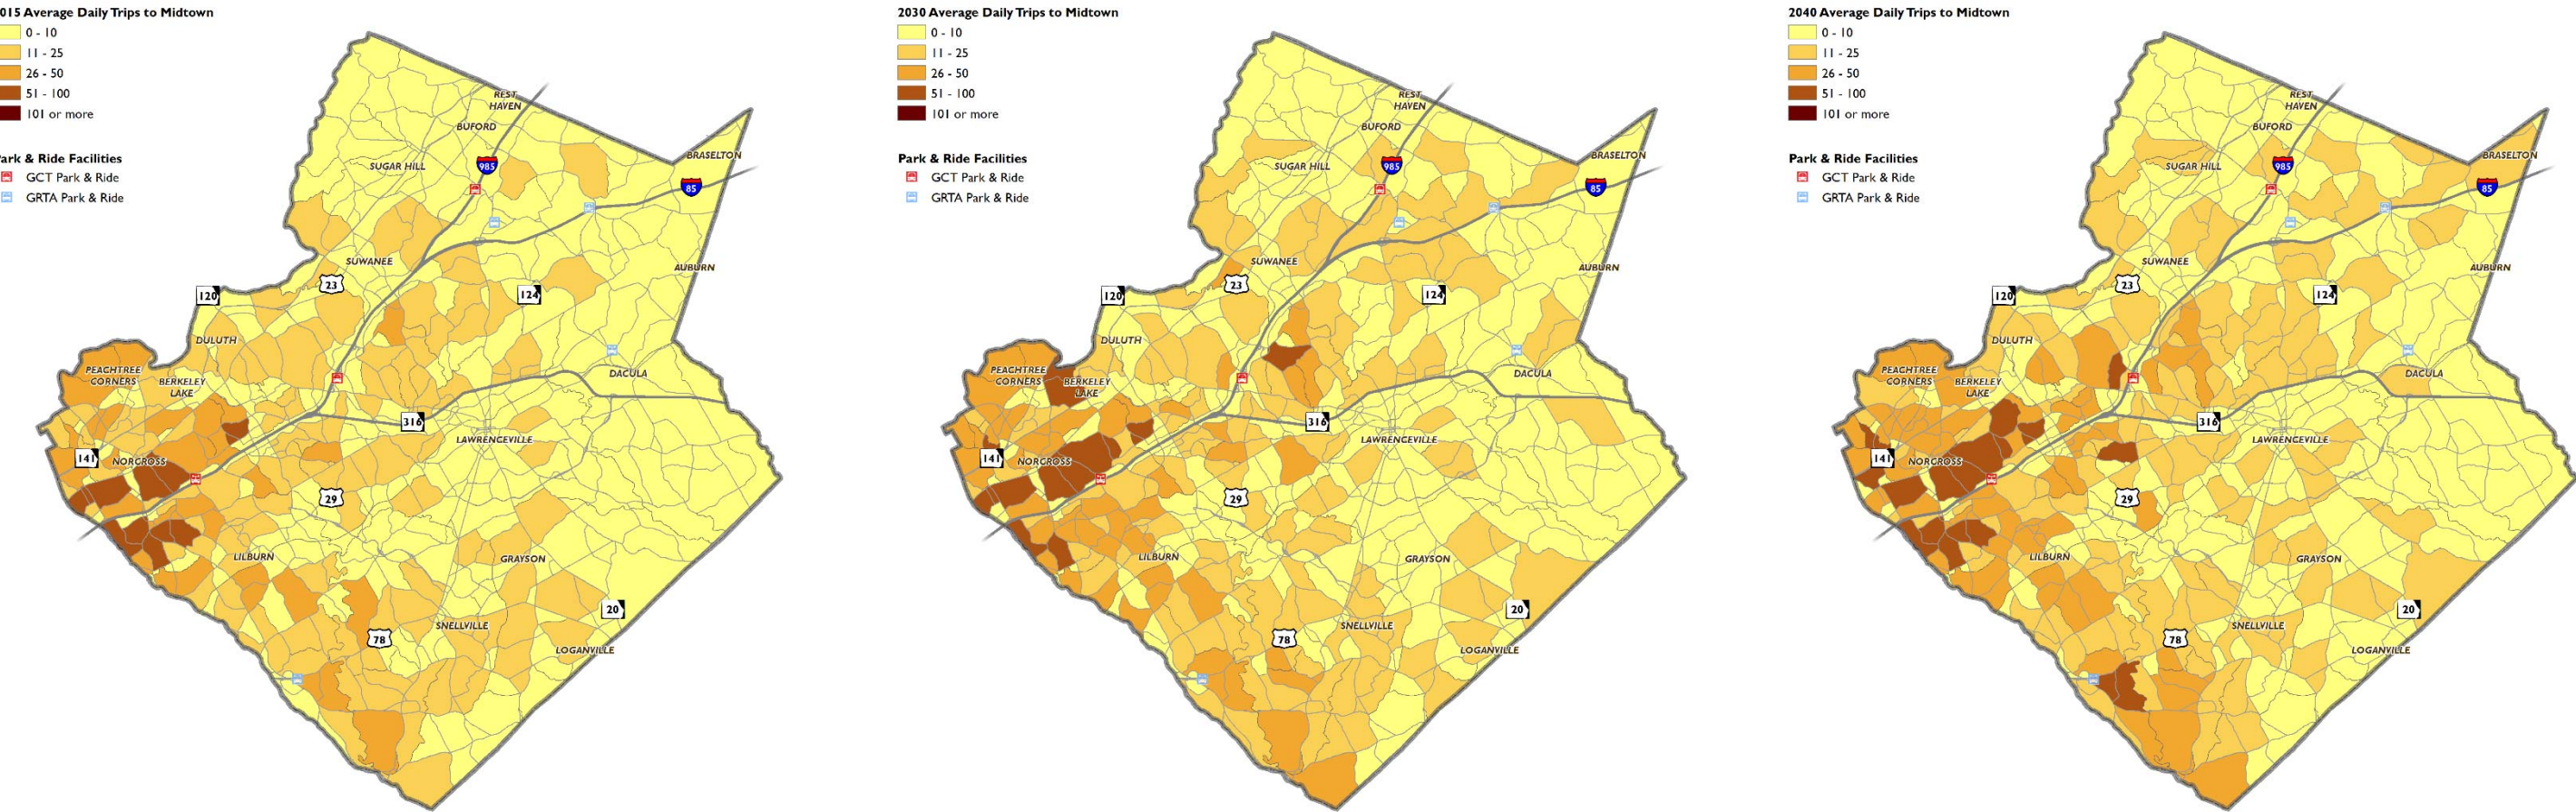 015 Average Daily Trips to Midtown
0 - 10
11 - 25
26 - 50
51 - 100
101 or more
Park & Ride Facilities
GCT Park & Ride
GRTA Park & Ride
REST
HAVEN
BUFORD
SUGAR HILL
985
BRASELTON
85
SUWANEE
AUBURN
23
120
124
DULUTH
PEACHTREE
CORNERS
BERKELEY
LAKE
DACULA
316
LAWRENCEVILLE
141
NORCROSS
29
LILBURN
GRAYSON
20
SNELLVILLE
78
LOGANVILLE
2030 Average Daily Trips to Midtown
0 - 10
11 - 25
26 - 50
51 - 100
101 or more
Park & Ride Facilities
GCT Park & Ride
GRTA Park & Ride
REST
HAVEN
BUFORD
SUGAR HILL
985
BRASELTON
85
SUWANEE
AUBURN
23
120
124
DULUTH
PEACHTREE
CORNERS
BERKELEY
LAKE
DACULA
316
LAWRENCEVILLE
141
NORCROSS
29
LILBURN
GRAYSON
20
SNELLVILLE
78
LOGANVILLE
2040 Average Daily Trips to Midtown
0 - 10
11 - 25
26 - 50
51 - 100
101 or more
Park & Ride Facilities
GCT Park & Ride
GRTA Park & Ride
REST
HAVEN
BUFORD
SUGAR HILL
985
BRASELTON
85
SUWANEE
AUBURN
23
120
124
DULUTH
PEACHTREE
CORNERS
BERKELEY
LAKE
DACULA
316
LAWRENCEVILLE
141
NORCROSS
29
LILBURN
GRAYSON
20
SNELLVILLE
78
LOGANVILLE